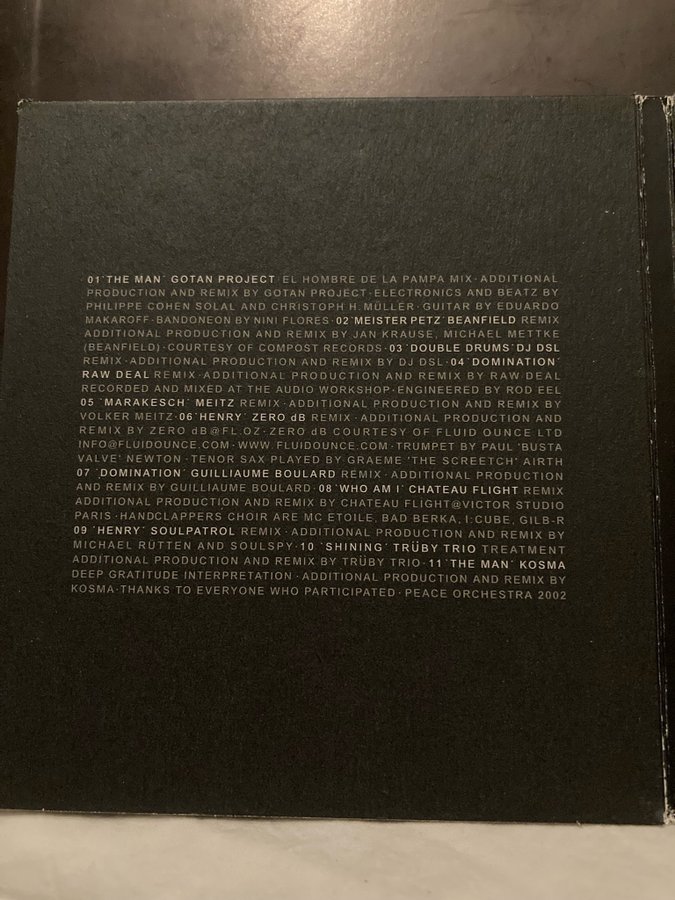 01 ´THE MAN´ GOTAN PROJECT EL HOMBRE DE LA PAMPA MIX · ADDITIONAL
PRODUCTION AND REMIX BY GOTAN PROJECT · ELECTRONICS AND BEATZ BY
PHILIPPE COHEN SOLAL AND CHRISTOPH H. MÜLLER · GUITAR BY EDUARDO
MAKAROFF · BANDONEON BY NINI FLORES · 02 ´MEISTER PETZ´ BEANFIELD REMIX
ADDITIONAL PRODUCTION AND REMIX BY JAN KRAUSE, MICHAEL METTKE
(BEANFIELD) · COURTESY OF COMPOST RECORDS · 03 ´DOUBLE DRUMS´ DJ DSL
REMIX · ADDITIONAL PRODUCTION AND REMIX BY DJ DSL · 04 ´DOMINATION´
RAW DEAL REMIX · ADDITIONAL PRODUCTION AND REMIX BY RAW DEAL
RECORDED AND MIXED AT THE AUDIO WORKSHOP · ENGINEERED BY ROD EEL
05 ´MARAKESCH´ MEITZ REMIX · ADDITIONAL PRODUCTION AND REMIX BY
VOLKER MEITZ · 06 ´HENRY´ ZERO dB REMIX · ADDITIONAL PRODUCTION AND
REMIX BY ZERO dB@FL.OZ · ZERO dB COURTESY OF FLUID OUNCE LTD
INFO@FLUIDOUNCE.COM · WWW.FLUIDOUNCE.COM · TRUMPET BY PAUL 'BUSTA
VALVE' NEWTON · TENOR SAX PLAYED BY GRAEME 'THE SCREETCH' AIRTH
07 ´DOMINATION´ GUILLIAUME BOULARD REMIX · ADDITIONAL PRODUCTION
AND REMIX BY GUILLIAUME BOULARD · 08 ´WHO AM I´ CHATEAU FLIGHT REMIX
ADDITIONAL PRODUCTION AND REMIX BY CHATEAU FLIGHT@VICTOR STUDIO
PARIS · HANDCLAPPERS CHOIR ARE MC ETOILE, BAD BERKA, I:CUBE, GILB-R
09 ´HENRY´ SOULPATROL REMIX · ADDITIONAL PRODUCTION AND REMIX BY
MICHAEL RÜTTEN AND SOULSPY · 10 ´SHINING´ TRÜBY TRIO TREATMENT
ADDITIONAL PRODUCTION AND REMIX BY TRÜBY TRIO · 11 ´THE MAN´ KOSMA
DEEP GRATITUDE INTERPRETATION · ADDITIONAL PRODUCTION AND REMIX BY
KOSMA · THANKS TO EVERYONE WHO PARTICIPATED · PEACE ORCHESTRA 2002